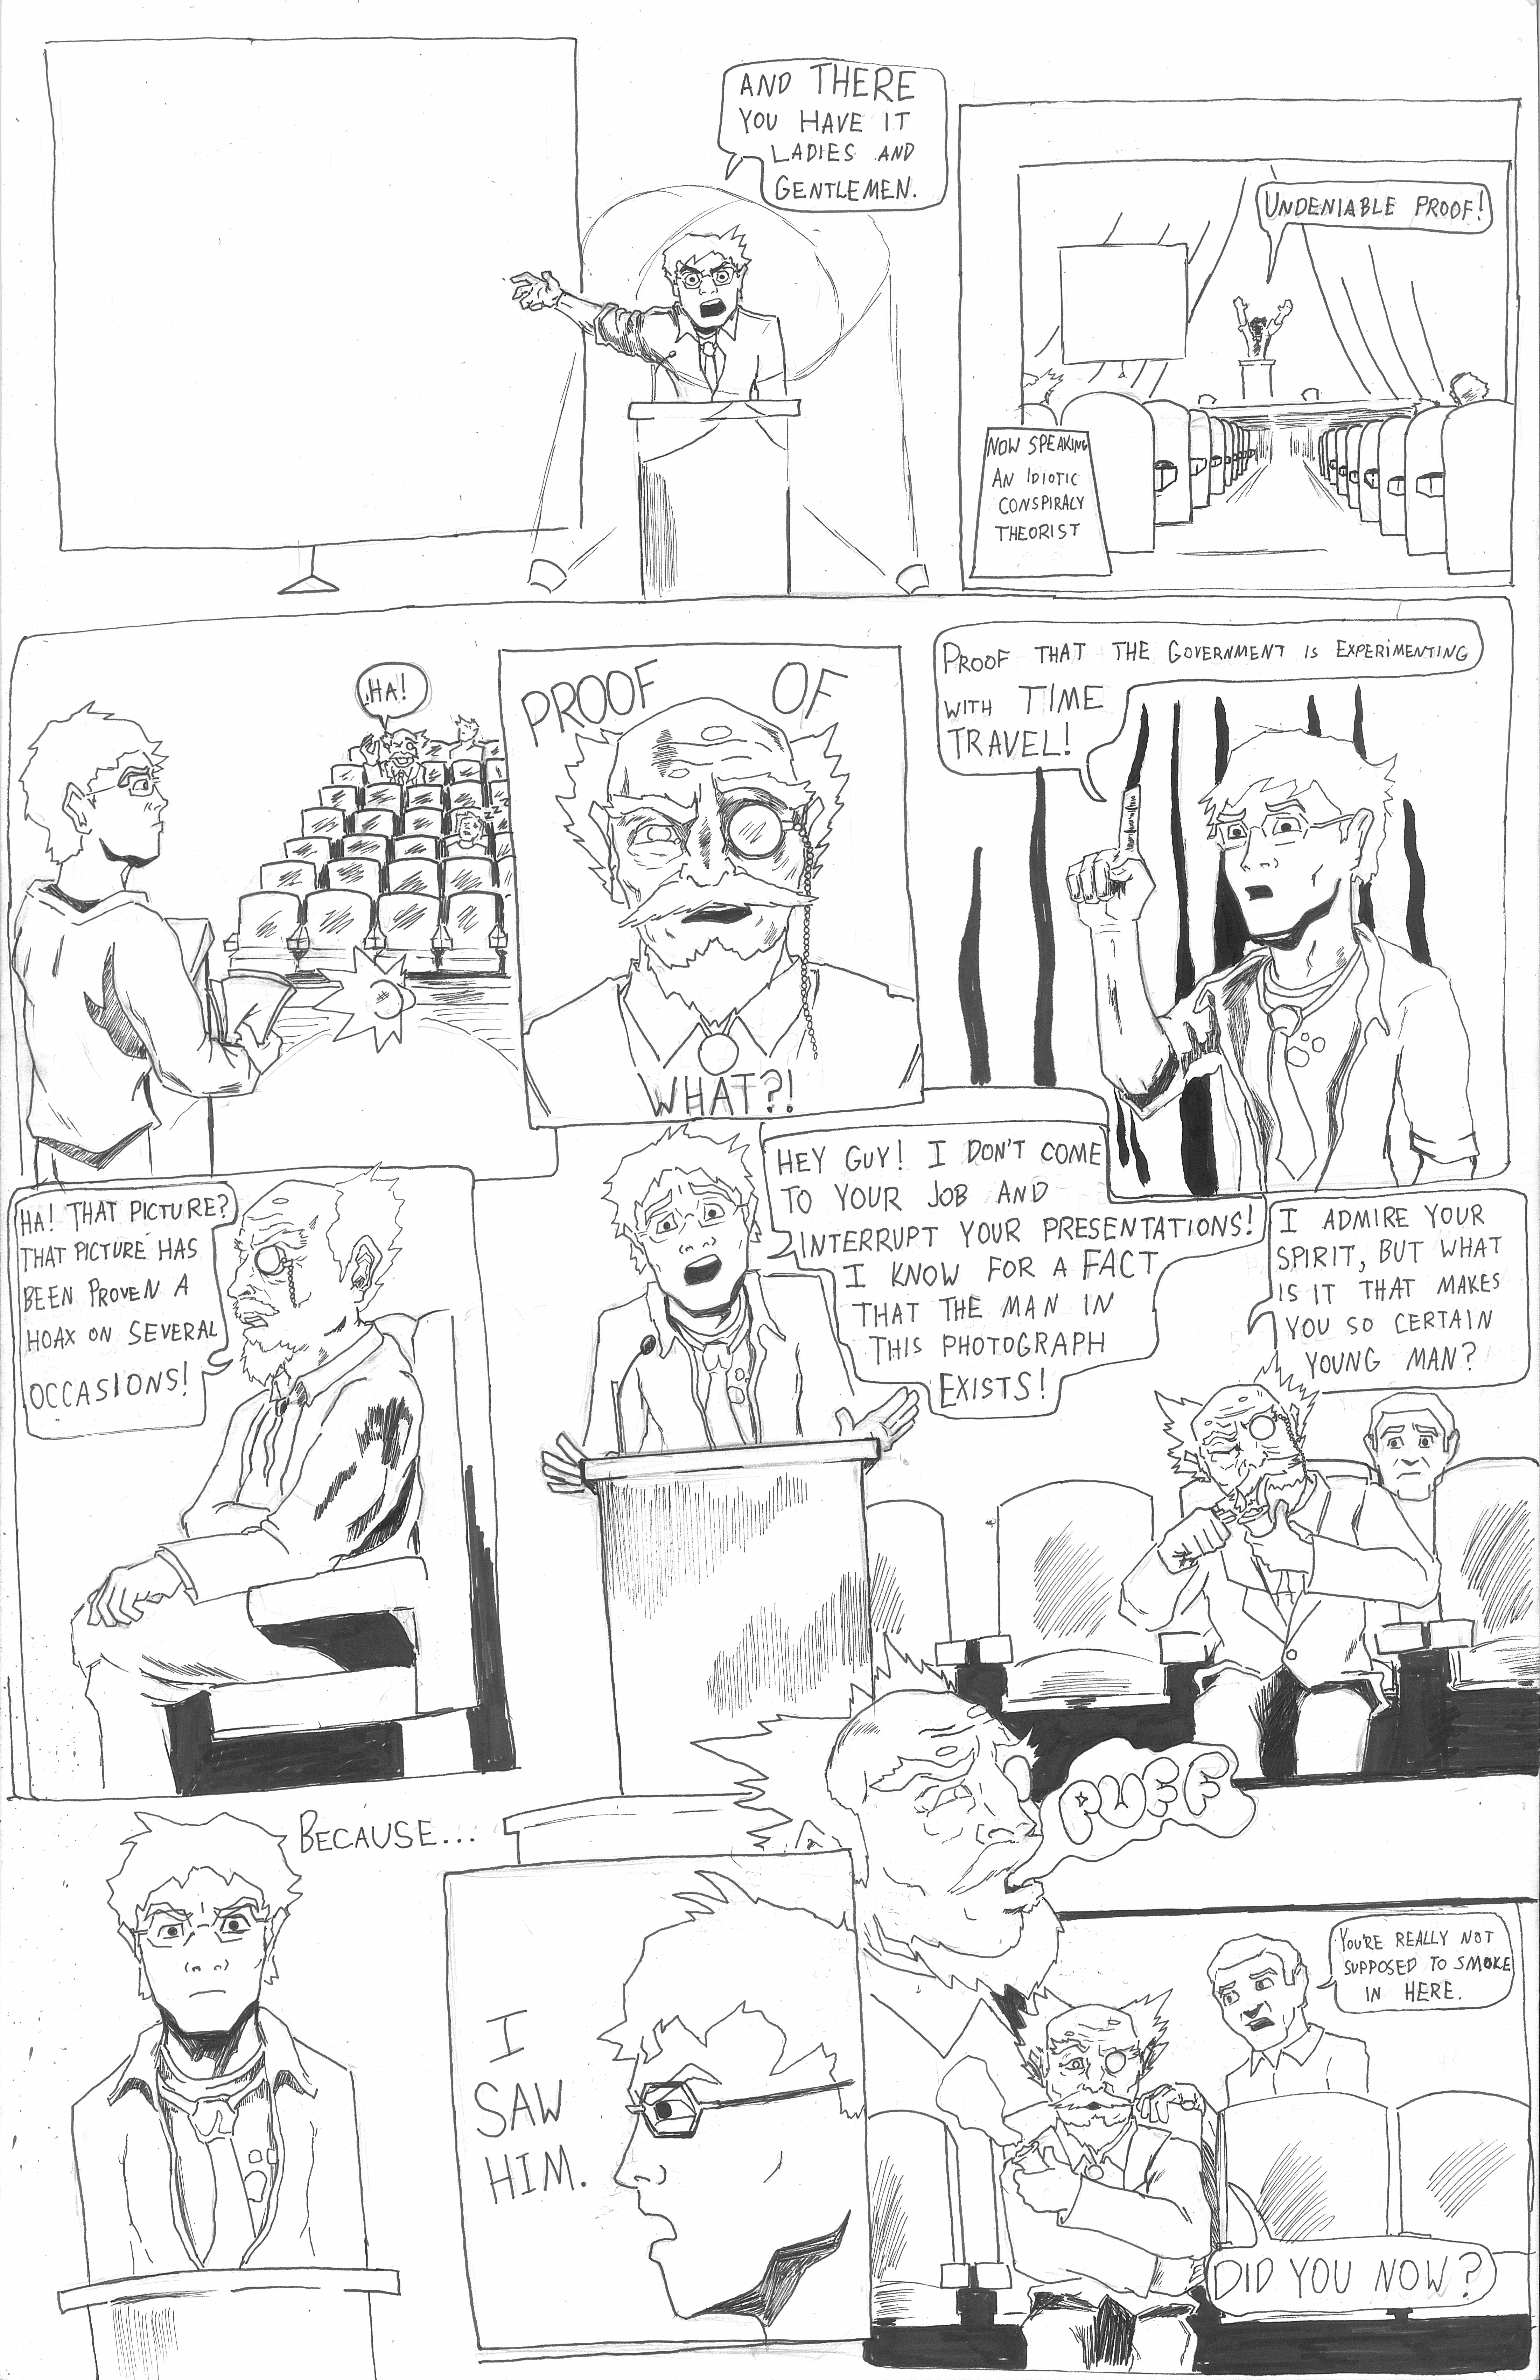 AND THERE
YOU HAVE IT
LADIES AND
GENTLEMEN.
UNDENIABLE PROOF!
NOW SPEAKING
AN IDIOTIC
CONSPIRALY
THEORIST
HA!
PROOF OF
WHAT?!
PROOF THAT THE GOVERNMENT IS EXPERIMENTING
WITH TIME
TRAVEL!
HA! THAT PICTURE?
THAT PICTURE HAS
BEEN PROVEN A
HOAX ON SEVERAL
OCCASIONS!
HEY GUY! I DON'T COME
TO YOUR JOB AND
INTERRUPT YOUR PRESENTATIONS!
I KNOW FOR A FACT
THAT THE MAN IN
THIS PHOTOGRAPH
EXISTS!
I ADMIRE YOUR
SPIRIT, BUT WHAT
IS IT THAT MAKES
YOU SO CERTAIN
YOUNG MAN?
PUFF
BECAUSE...
I
SAW
HIM.
YOU'RE REALLY NOT
SUPPOSED TO SMOKE
IN HERE.
DID YOU NOW?